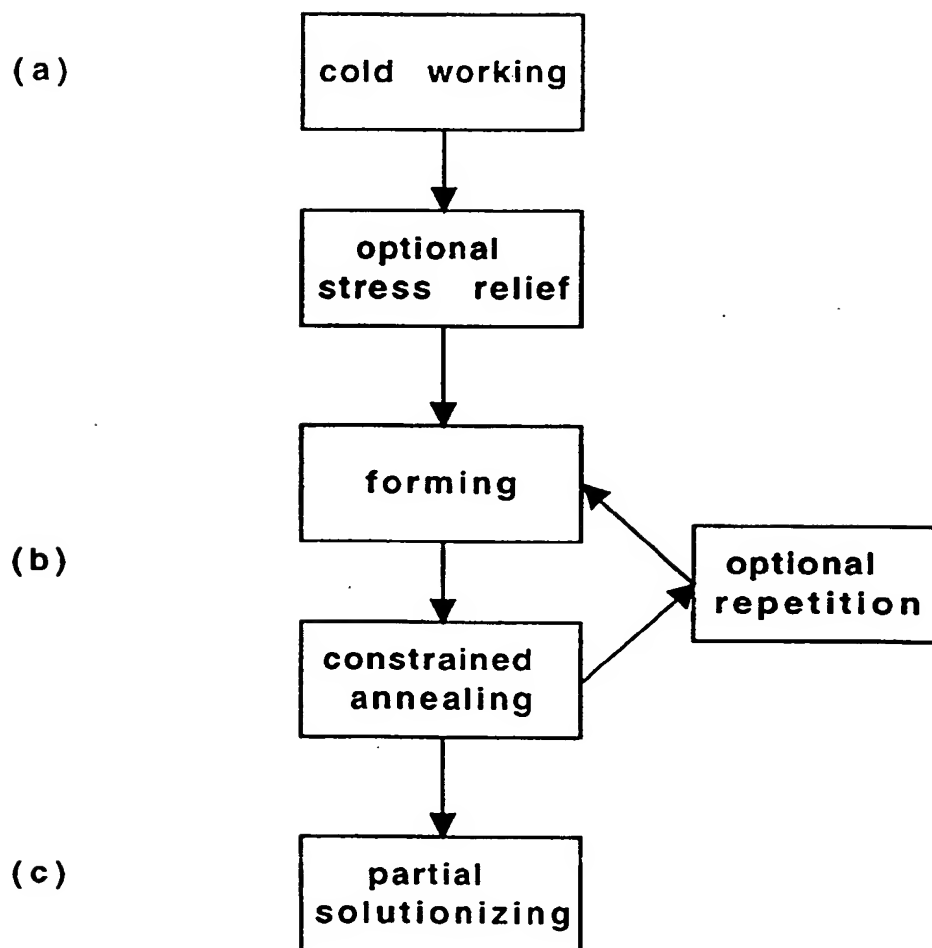 (a)
cold working
optional
stress relief
forming
(b)
optional
repetition
constrained
annealing
(c)
partial
solutionizing